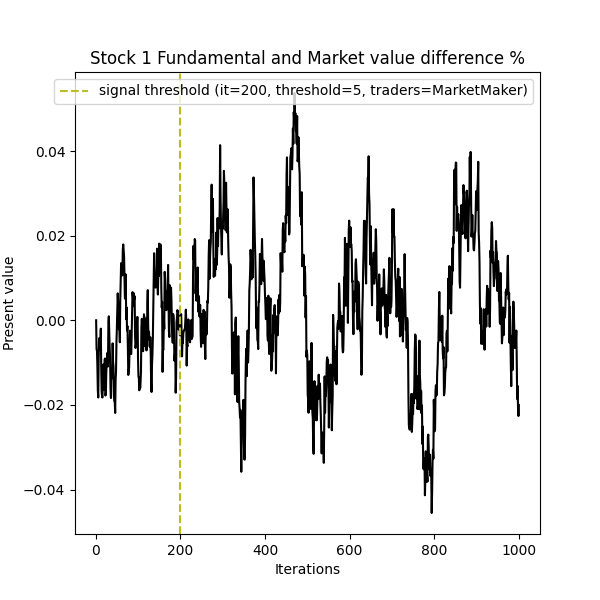 Stock 1 Fundamental and Market value difference %
signal threshold (it=200, threshold=5, traders=MarketMaker)
0.04
0.02
0.00
−0.02
−0.04
Present value
0 200 400 600 800 1000
Iterations